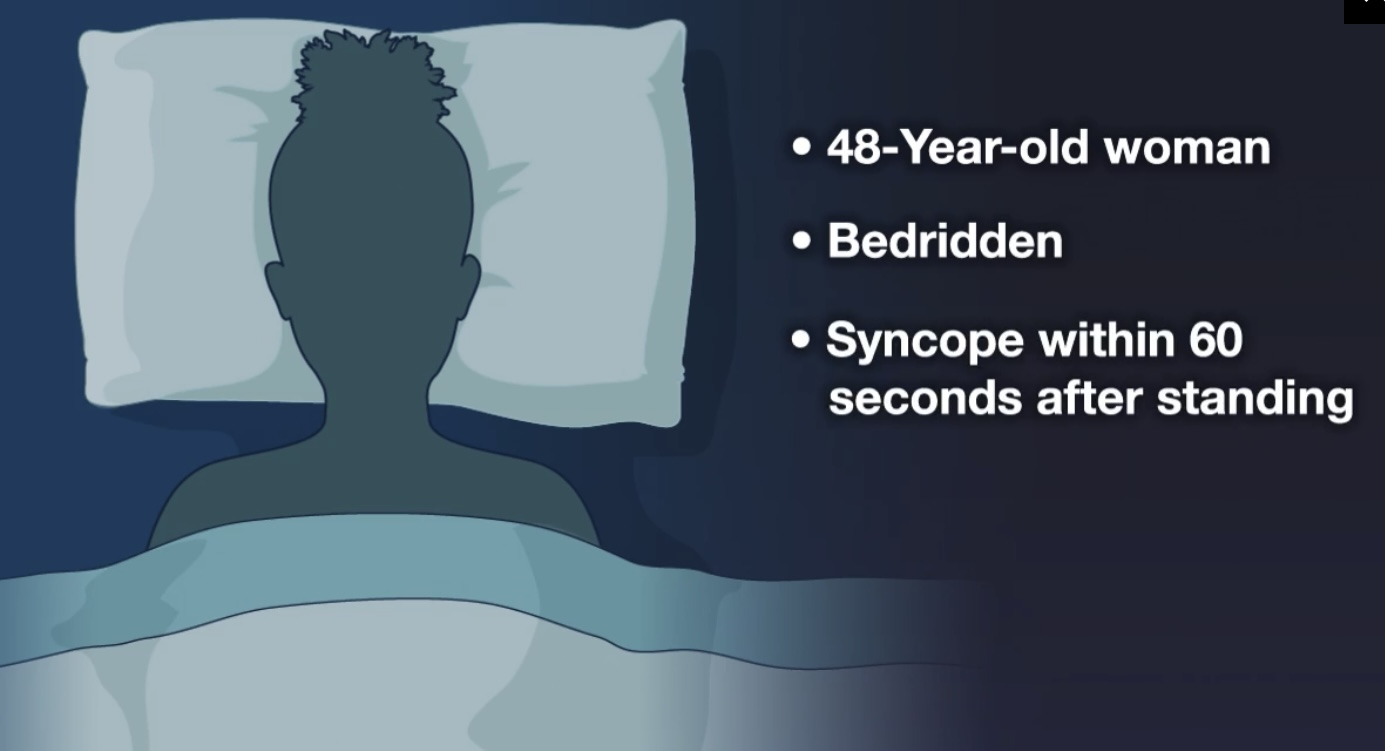 • 48-Year-old woman
• Bedridden
• Syncope within 60
seconds after standing